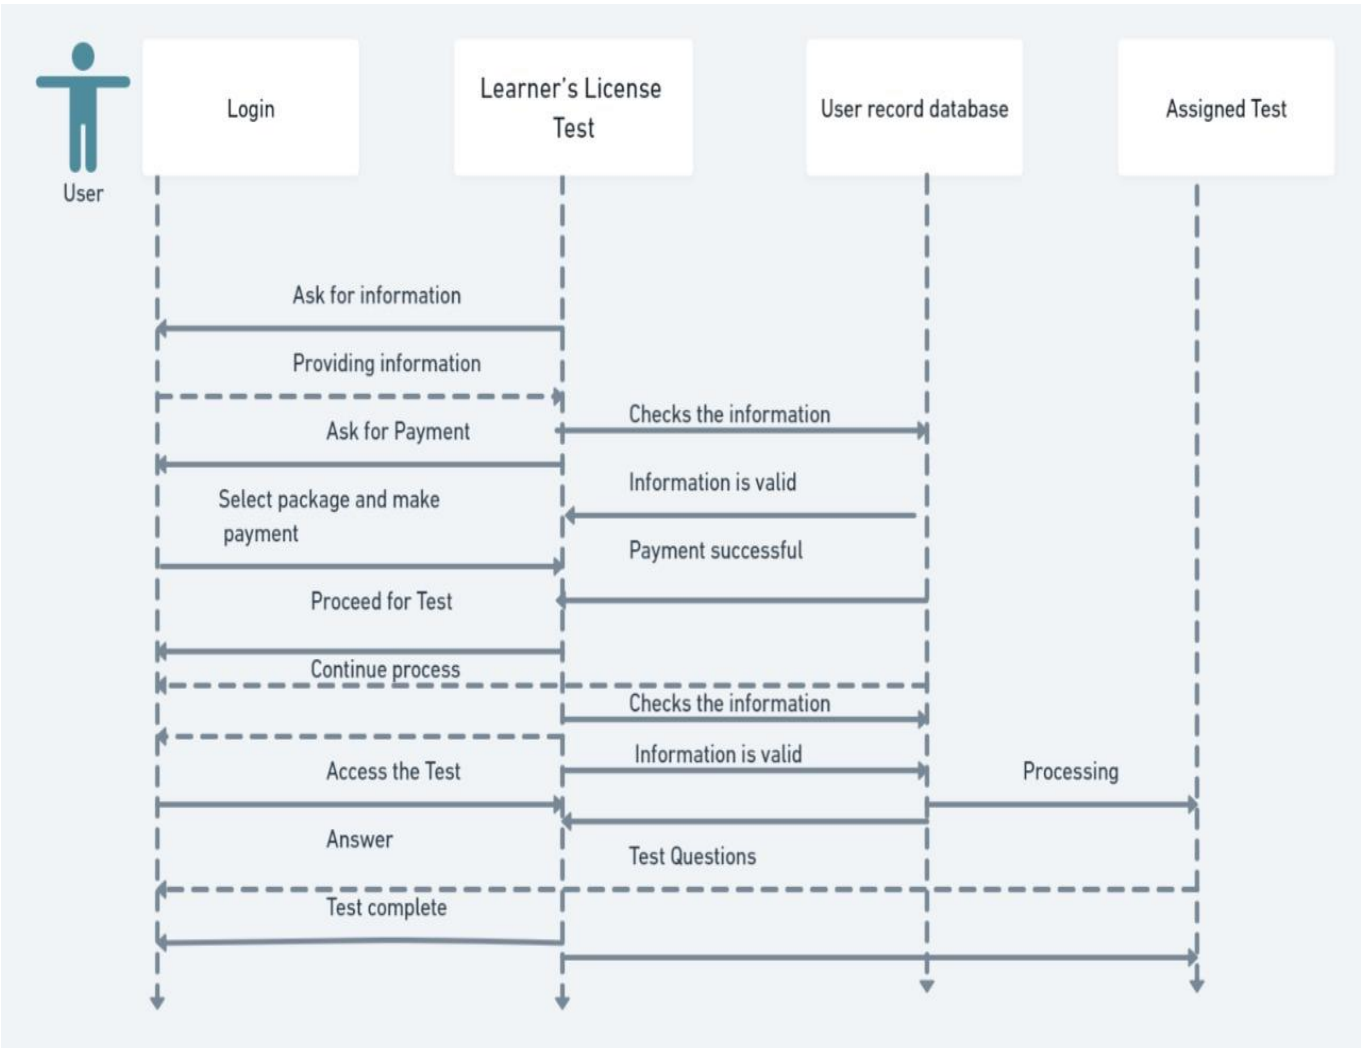 Login
Learner's License
Test
User record database
Assigned Test
User
Ask for information
Providing information
Checks the information
Ask for Payment
Information is valid
Select package and make
payment
Payment successful
Proceed for Test
Continue process
Checks the information
Information is valid
Access the Test
Processing
Answer
Test Questions
Test complete